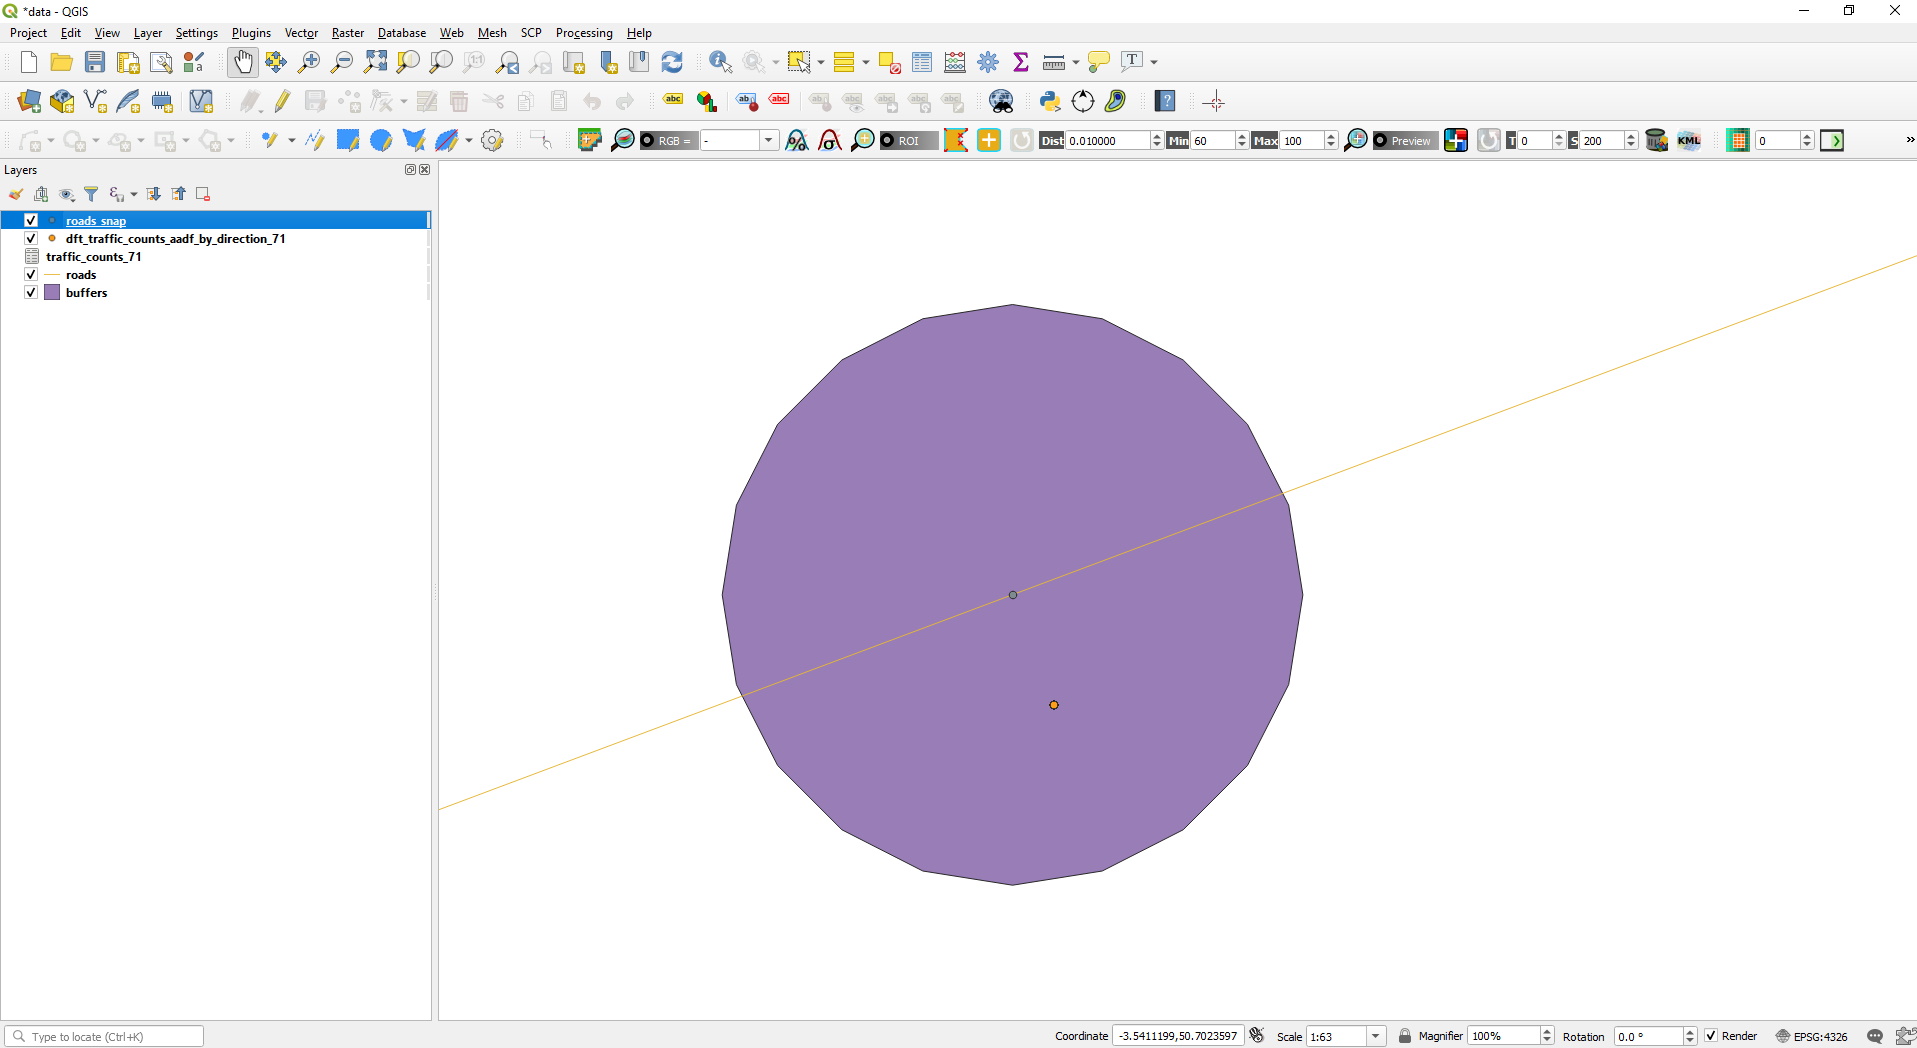 *data - QGIS
Project Edit View Layer Settings Plugins Vector Raster Database Web Mesh SCP Processing Help
RGB = - ROI Dist 0.010000 Min 60 Max 100 Preview T 0 S 200 KML 0 »
Layers
roads_snap
dft_traffic_counts_aadf_by_direction_71
traffic_counts_71
roads
buffers
Type to locate (Ctrl+K) Coordinate -3.5411199,50.7023597 Scale 1:63 Magnifier 100% Rotation 0.0 ° Render EPSG:4326